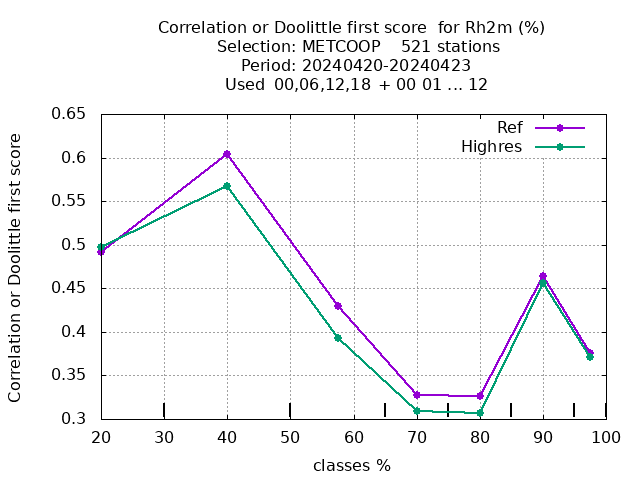 Correlation or Doolittle first score  for Rh2m (%)
Selection: METCOOP    521 stations
Period: 20240420-20240423
Used  00,06,12,18 + 00 01 ... 12
Correlation or Doolittle first score
0.65
0.6
0.55
0.5
0.45
0.4
0.35
0.3
Ref
Highres
20 30 40 50 60 70 80 90 100
classes %